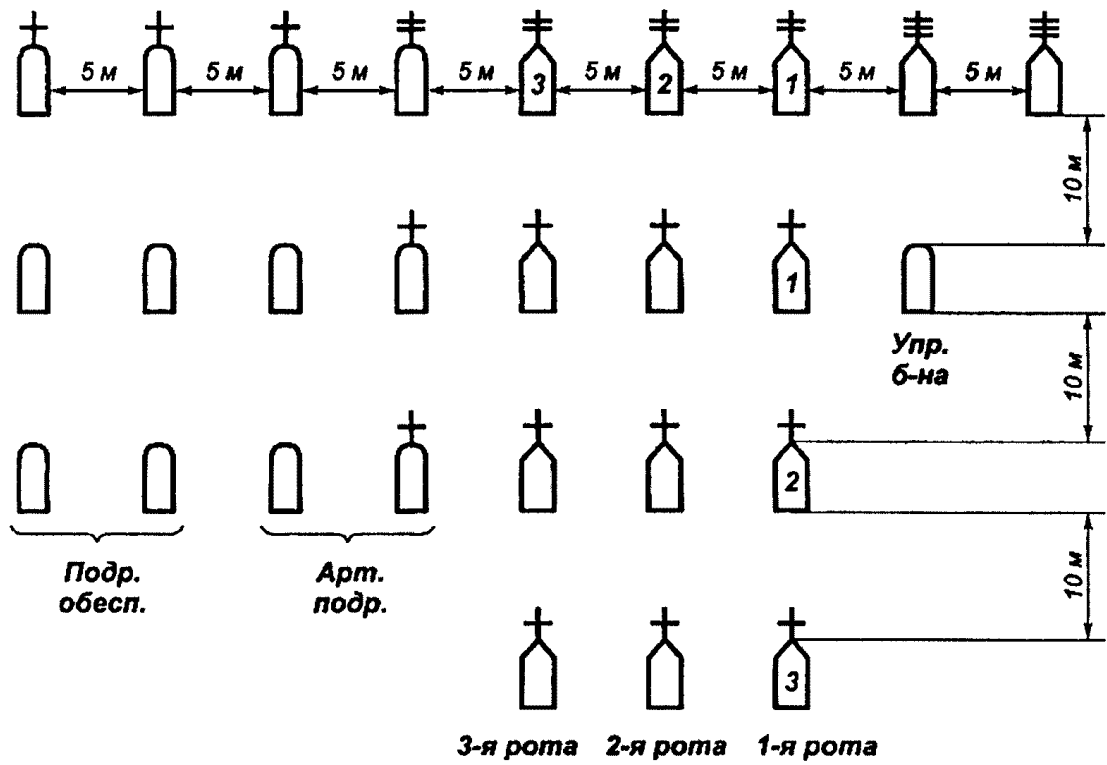 5 м 5 м 5 м 5 м 5 м 5 м 5 м 5 м
3 2 1
10 м
1
Упр.
б-на
10 м
2
Подр.
обесп.
Арт.
подр.
10 м
3
3-я рота 2-я рота 1-я рота